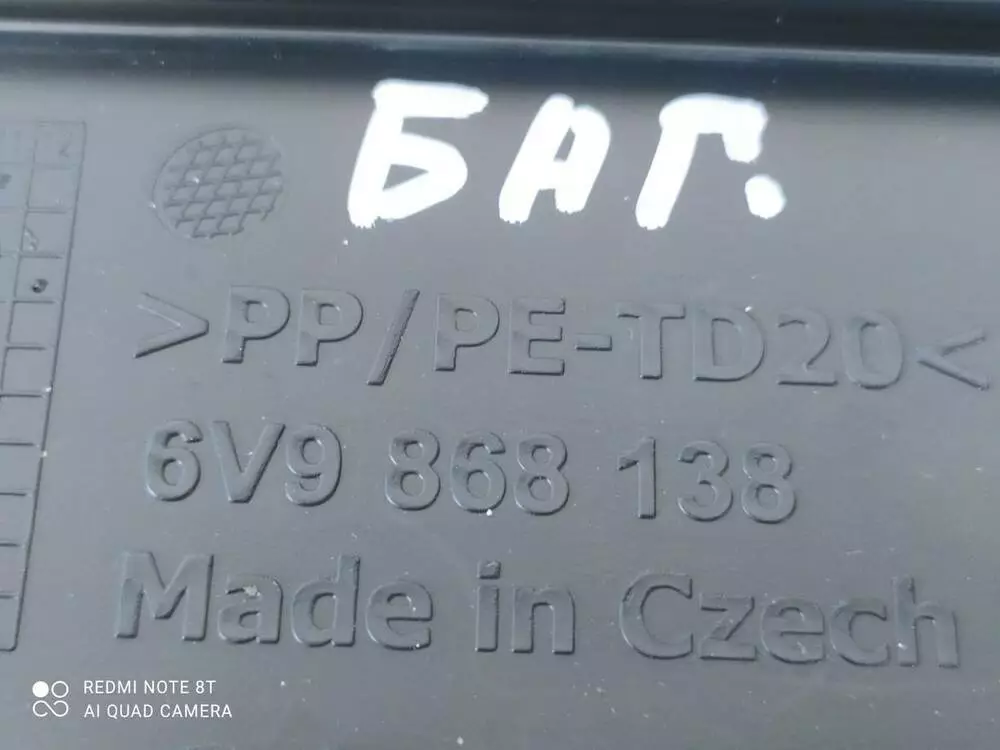 БАГ.
>PP/PE-TD20<
6V9 868 138
Made in Czech
REDMI NOTE 8T
AI QUAD CAMERA